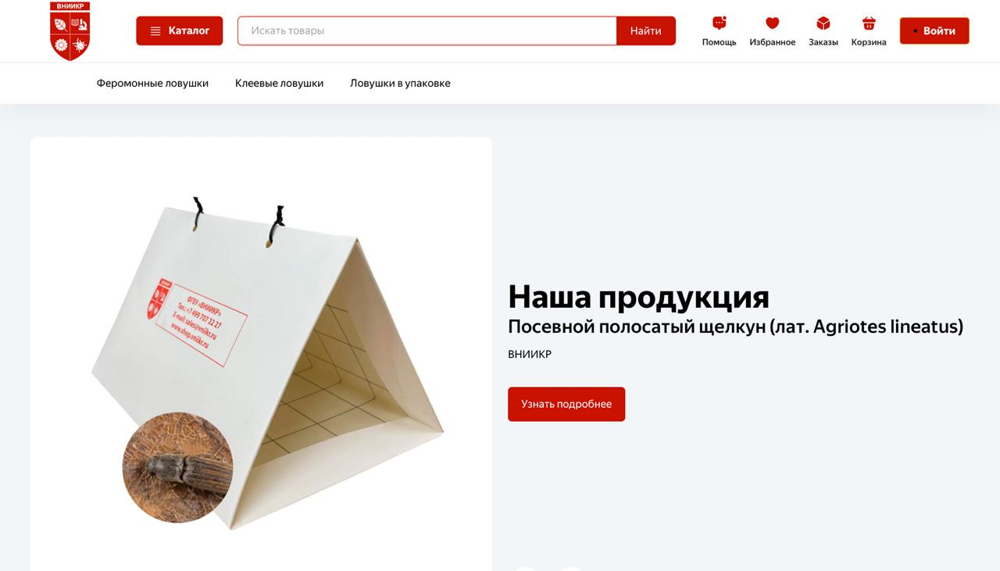 ВНИИКР
Каталог
Искать товары
Найти
Помощь
Избранное
Заказы
Корзина
Войти
Феромонные ловушки
Клеевые ловушки
Ловушки в упаковке
ВНИИКР
ФГБУ «ВНИИКР»
Тел.: +7 499 707 22 27
E-mail: sales@vniikr.ru
www.shop.vniikr.ru
Наша продукция
Посевной полосатый щелкун (лат. Agriotes lineatus)
ВНИИКР
Узнать подробнее